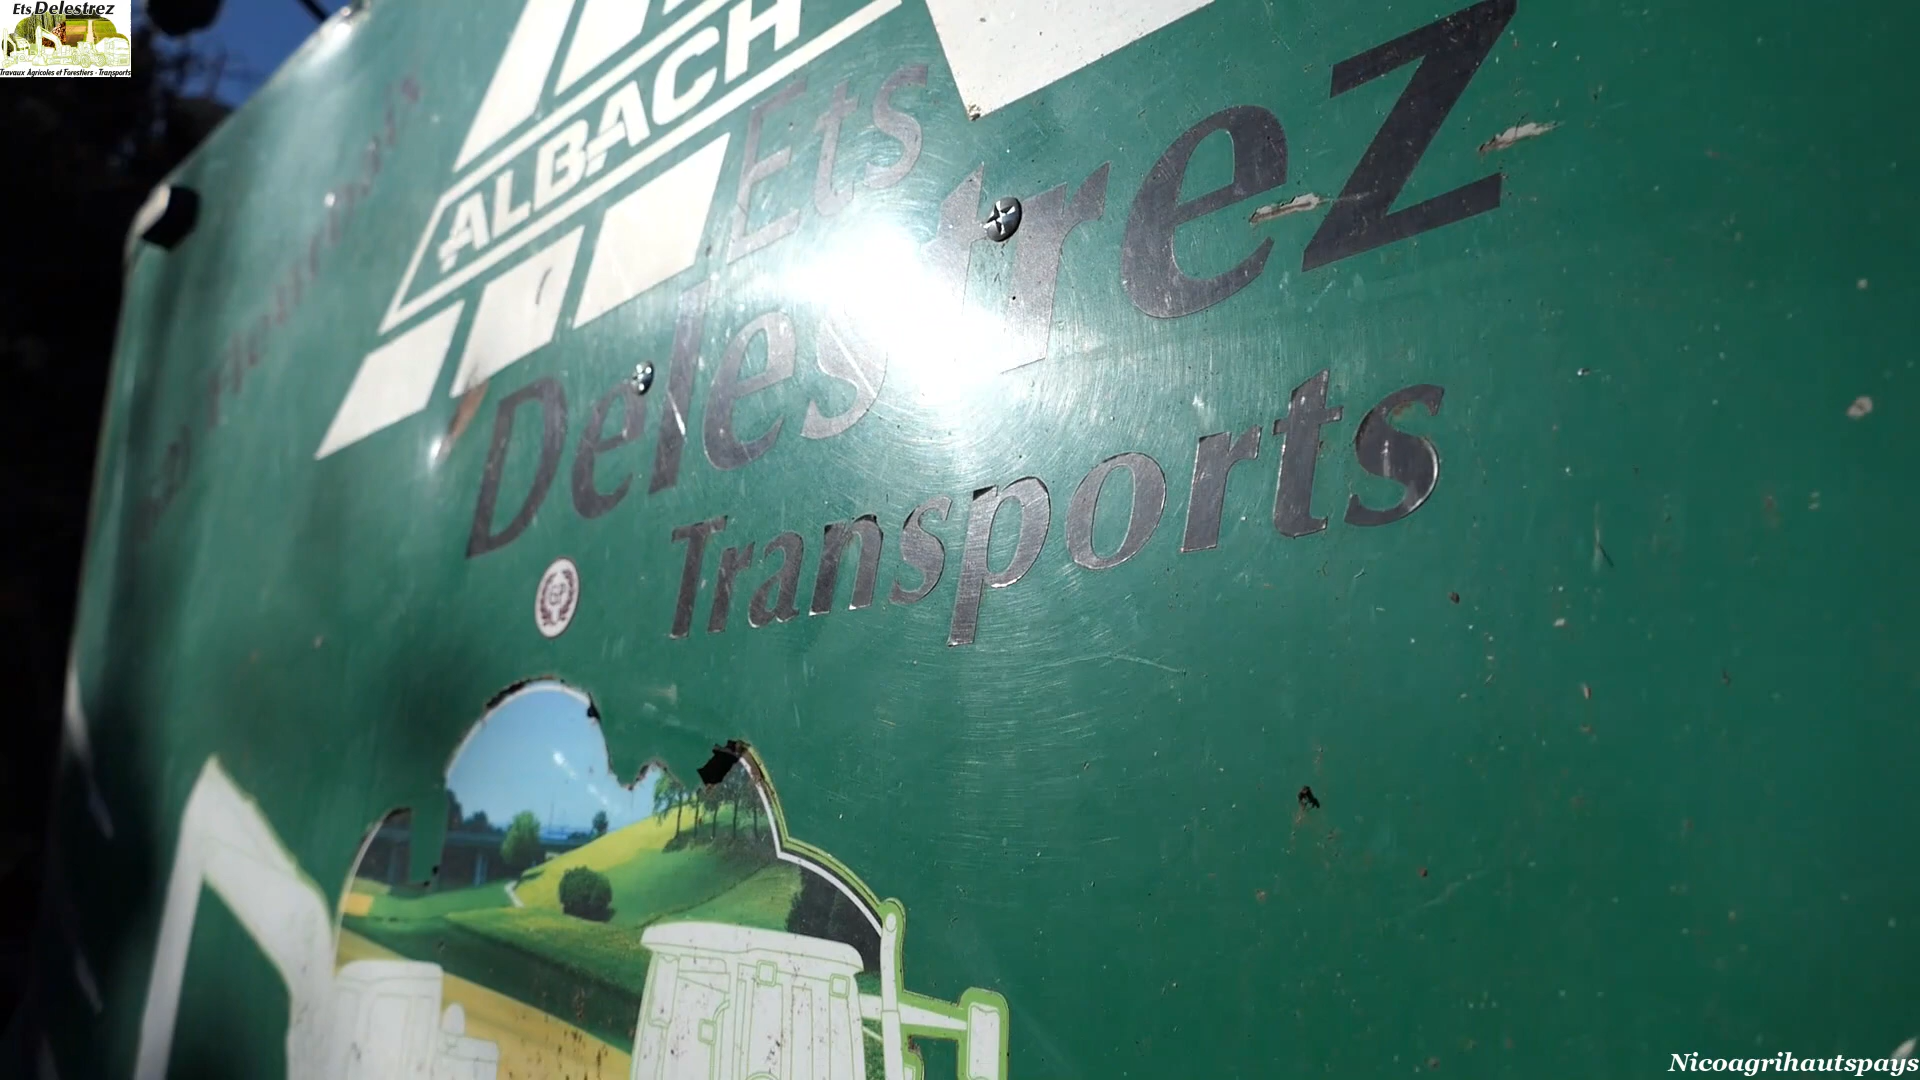 Ets Delestrez
Travaux Agricoles et Forestiers - Transports
ALBACH
Ets
Delestrez
Transports
Nicoagrihautspays